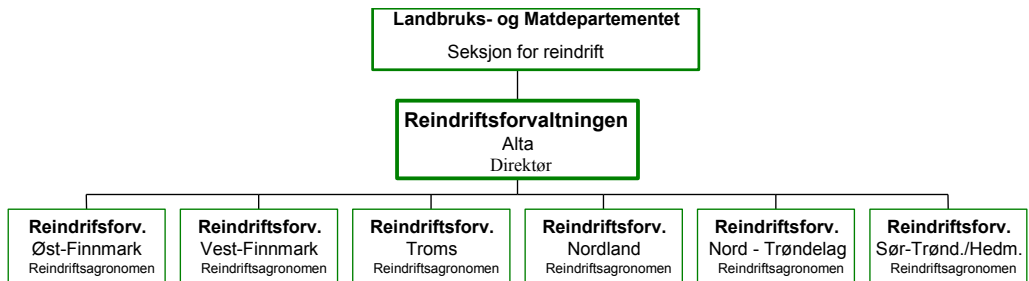 Landbruks- og Matdepartementet
Seksjon for reindrift
Reindriftsforvaltningen
Alta
Direktør
Reindrifsforv.
Øst-Finnmark
Reindriftsagronomen
Reindriftsforv.
Vest-Finnmark
Reindriftsagronomen
Reindriftsforv.
Troms
Reindriftsagronomen
Reindriftsforv.
Nordland
Reindriftsagronomen
Reindriftsforv.
Nord - Trøndelag
Reindriftsagronomen
Reindriftsforv.
Sør-Trønd./Hedm.
Reindriftsagronomen